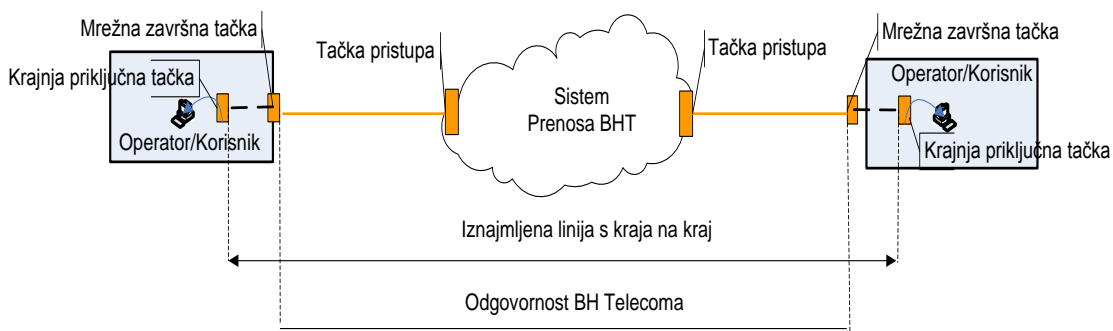 Mrežna završna tačka
Tačka pristupa
Tačka pristupa
Mrežna završna tačka
Krajnja priključna tačka
Operator/Korisnik
Sistem
Prenosa BHT
Operator/Korisnik
Krajnja priključna tačka
Iznajmljena linija s kraja na kraj
Odgovornost BH Telecoma